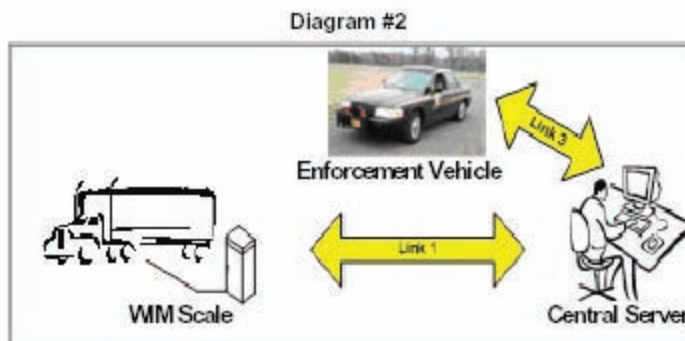 Diagram #2
Enforcement Vehicle
Link 3
Link 1
WIM Scale
Central Server